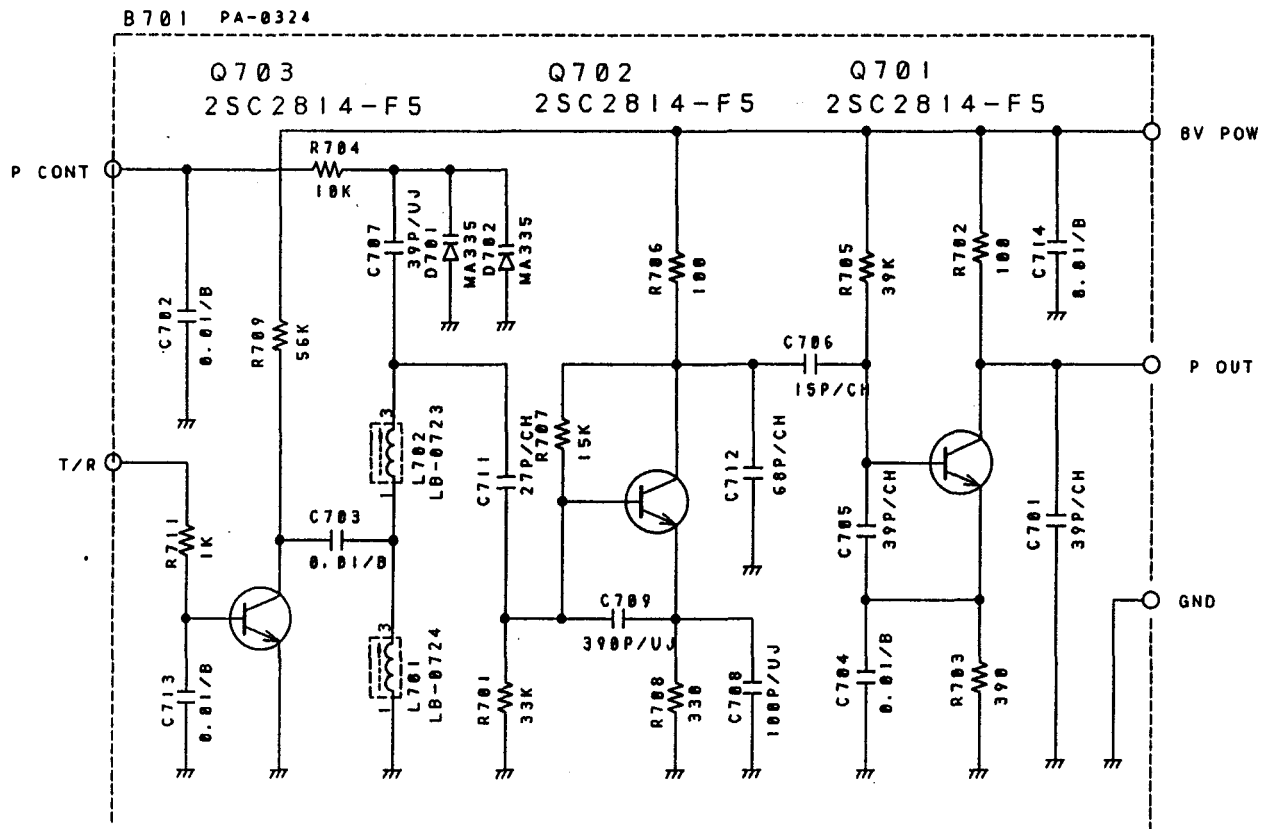 B701 PA-0324
Q703
2SC2814-F5
Q702
2SC2814-F5
Q701
2SC2814-F5
8V POW
P CONT
R704
10K
C707
39P/UJ
D701
MA335
D702
MA335
R706
100
R705
39K
R702
100
C714
0.01/B
C702
0.01/B
R709
56K
C706
15P/CH
P OUT
T/R
3
L702
LB-0723
1
C711
27P/CH
R707
15K
C712
68P/CH
C705
39P/CH
C701
39P/CH
R711
1K
C703
0.01/B
C709
390P/UJ
GND
C713
0.01/B
3
L701
LB-0724
1
R701
33K
R708
330
C708
100P/UJ
C704
0.01/B
R703
390